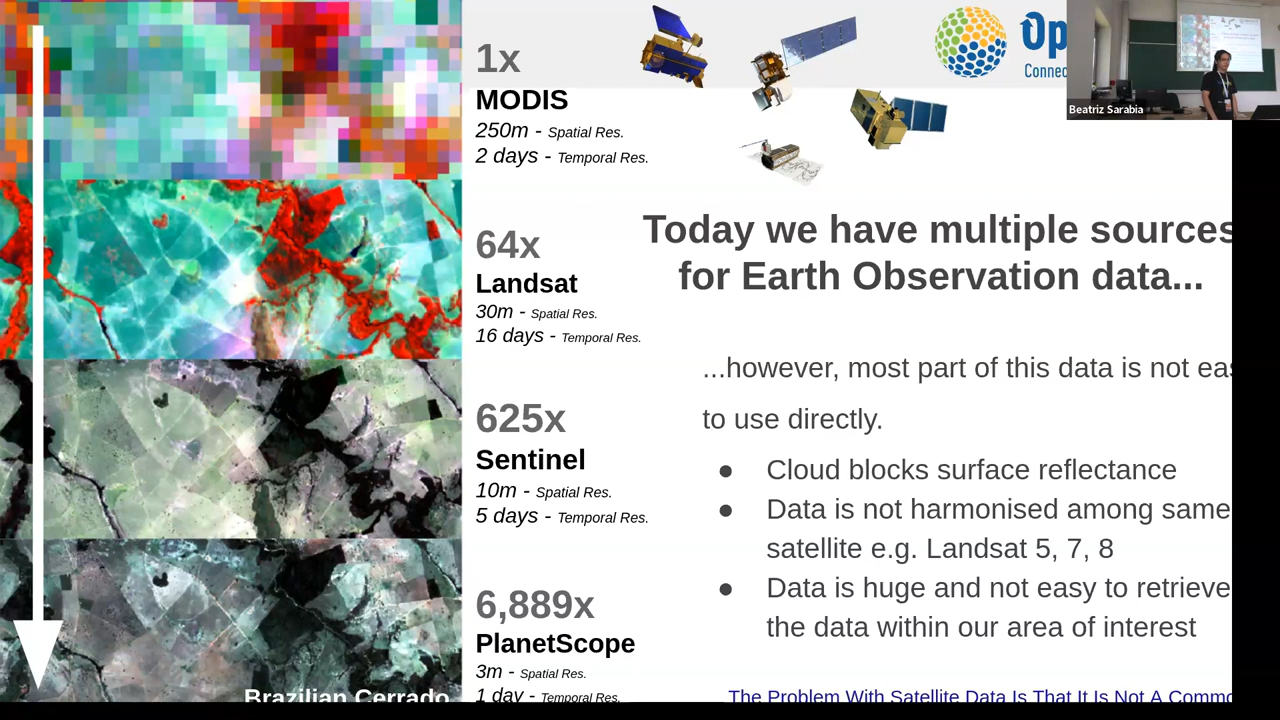 1x
MODIS
250m - Spatial Res.
2 days - Temporal Res.
64x
Landsat
30m - Spatial Res.
16 days - Temporal Res.
625x
Sentinel
10m - Spatial Res.
5 days - Temporal Res.
6,889x
PlanetScope
3m - Spatial Res.
1 day - Temporal Res.
Brazilian Cerrado
Op
Connec
Beatriz Sarabia
Today we have multiple sources
for Earth Observation data...
...however, most part of this data is not eas
to use directly.
● Cloud blocks surface reflectance
● Data is not harmonised among same
satellite e.g. Landsat 5, 7, 8
● Data is huge and not easy to retrieve
the data within our area of interest
The Problem With Satellite Data Is That It Is Not A Commo